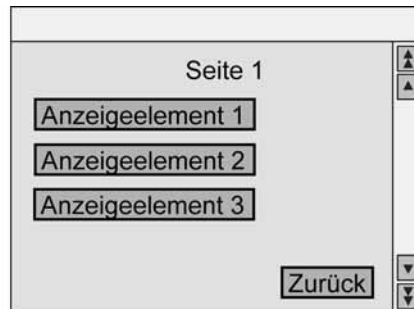 Seite 1
Anzeigeelement 1
Anzeigeelement 2
Anzeigeelement 3
Zurück